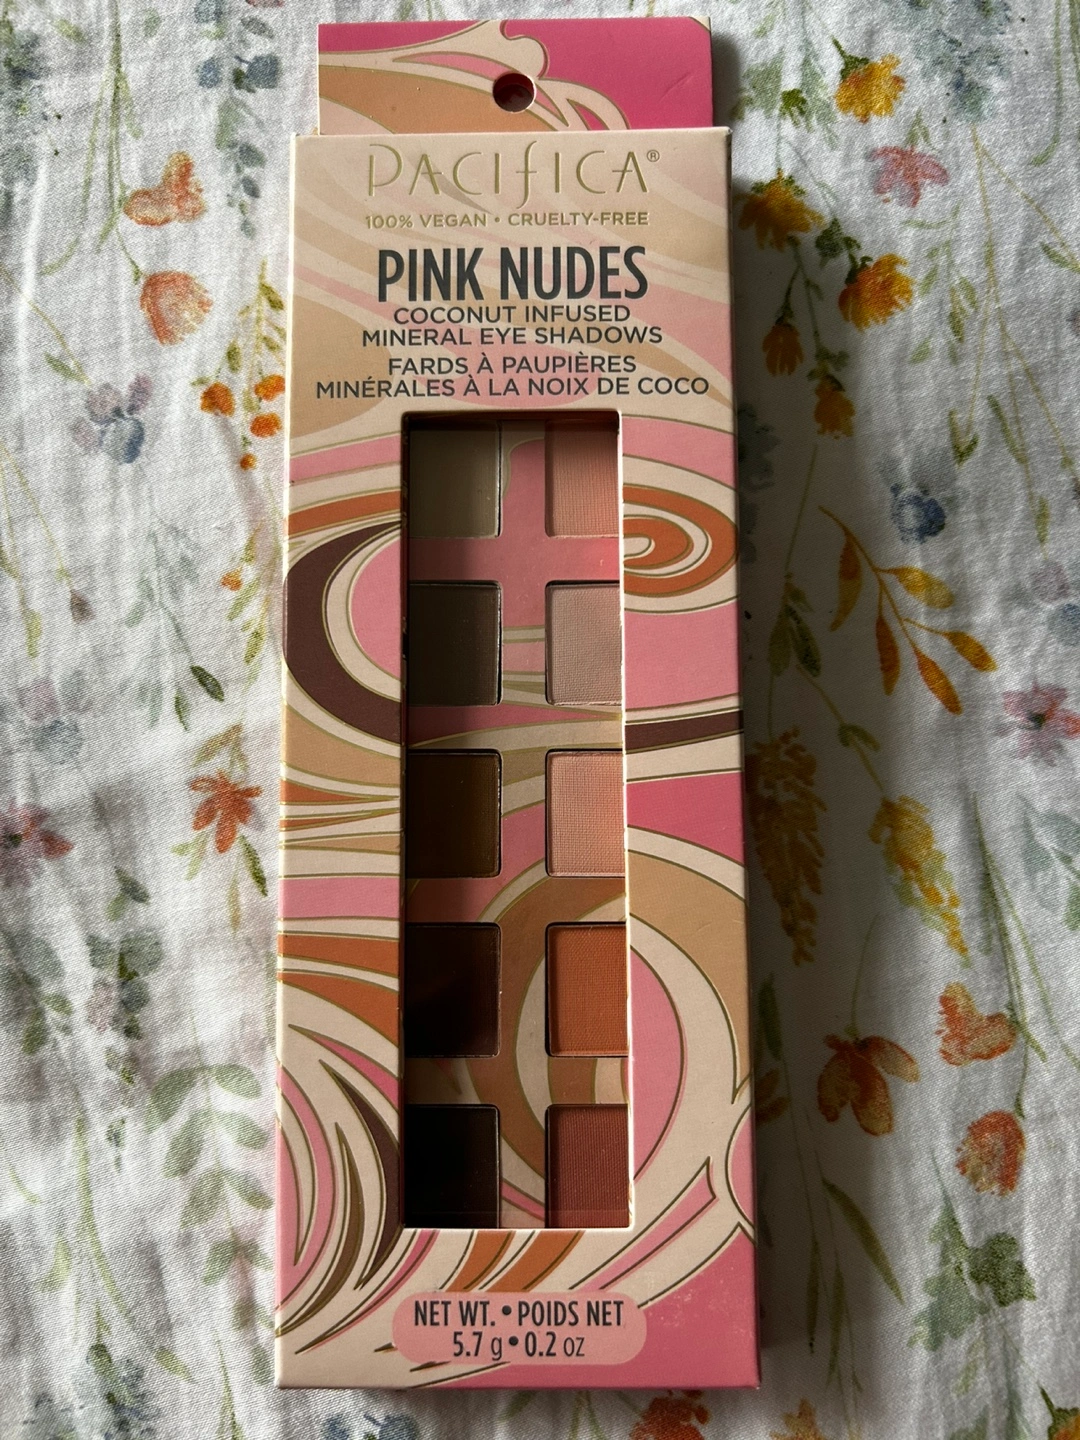 PACIFICA®
100% VEGAN • CRUELTY-FREE
PINK NUDES
COCONUT INFUSED
MINERAL EYE SHADOWS
FARDS À PAUPIÈRES
MINÉRALES À LA NOIX DE COCO
NET WT. • POIDS NET
5.7 g • 0.2 oz